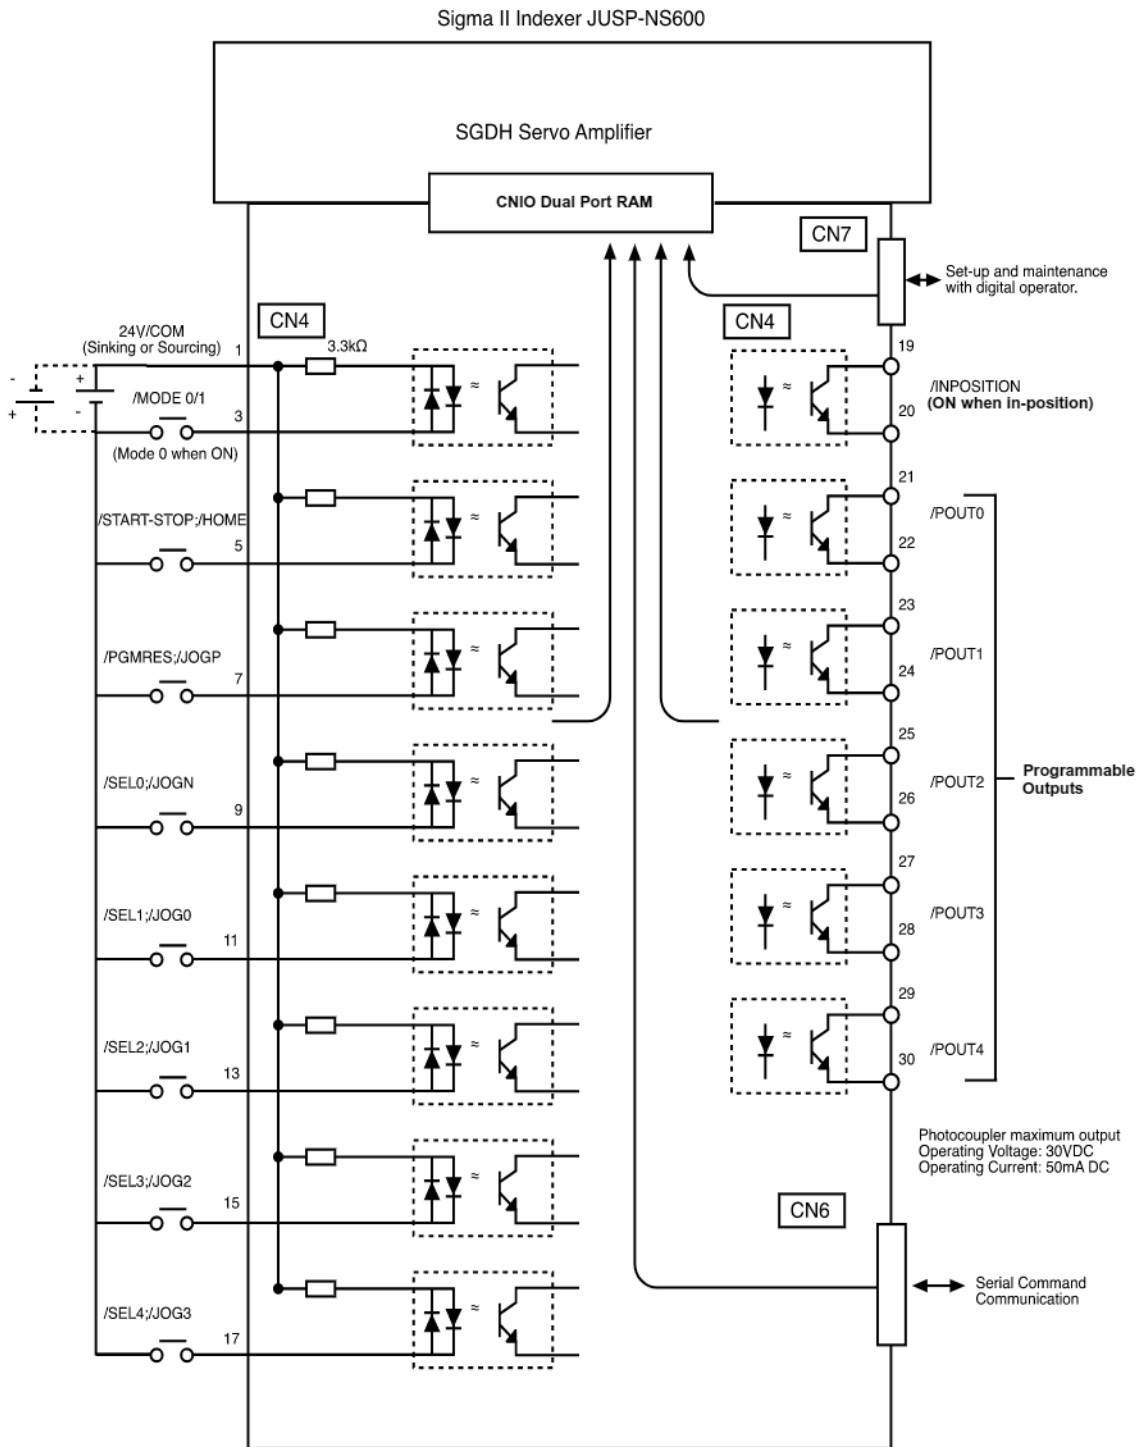 Sigma II Indexer JUSP-NS600
SGDH Servo Amplifier
CNIO Dual Port RAM
CN7
Set-up and maintenance
with digital operator.
CN4
CN4
24V/COM
(Sinking or Sourcing)
1
3.3kΩ
19
- +
+ -
/MODE 0/1
3
(Mode 0 when ON)
≈
≈
/INPOSITION
(ON when in-position)
20
/START-STOP;/HOME
5
≈
≈
21
/POUT0
22
/PGMRES;/JOGP
7
≈
≈
23
/POUT1
24
/SEL0;/JOGN
9
≈
≈
25
/POUT2
26
Programmable
Outputs
/SEL1;/JOG0
11
≈
≈
27
/POUT3
28
/SEL2;/JOG1
13
≈
≈
29
/POUT4
30
Photocoupler maximum output
Operating Voltage: 30VDC
Operating Current: 50mA DC
/SEL3;/JOG2
15
≈
CN6
/SEL4;/JOG3
17
≈
Serial Command
Communication